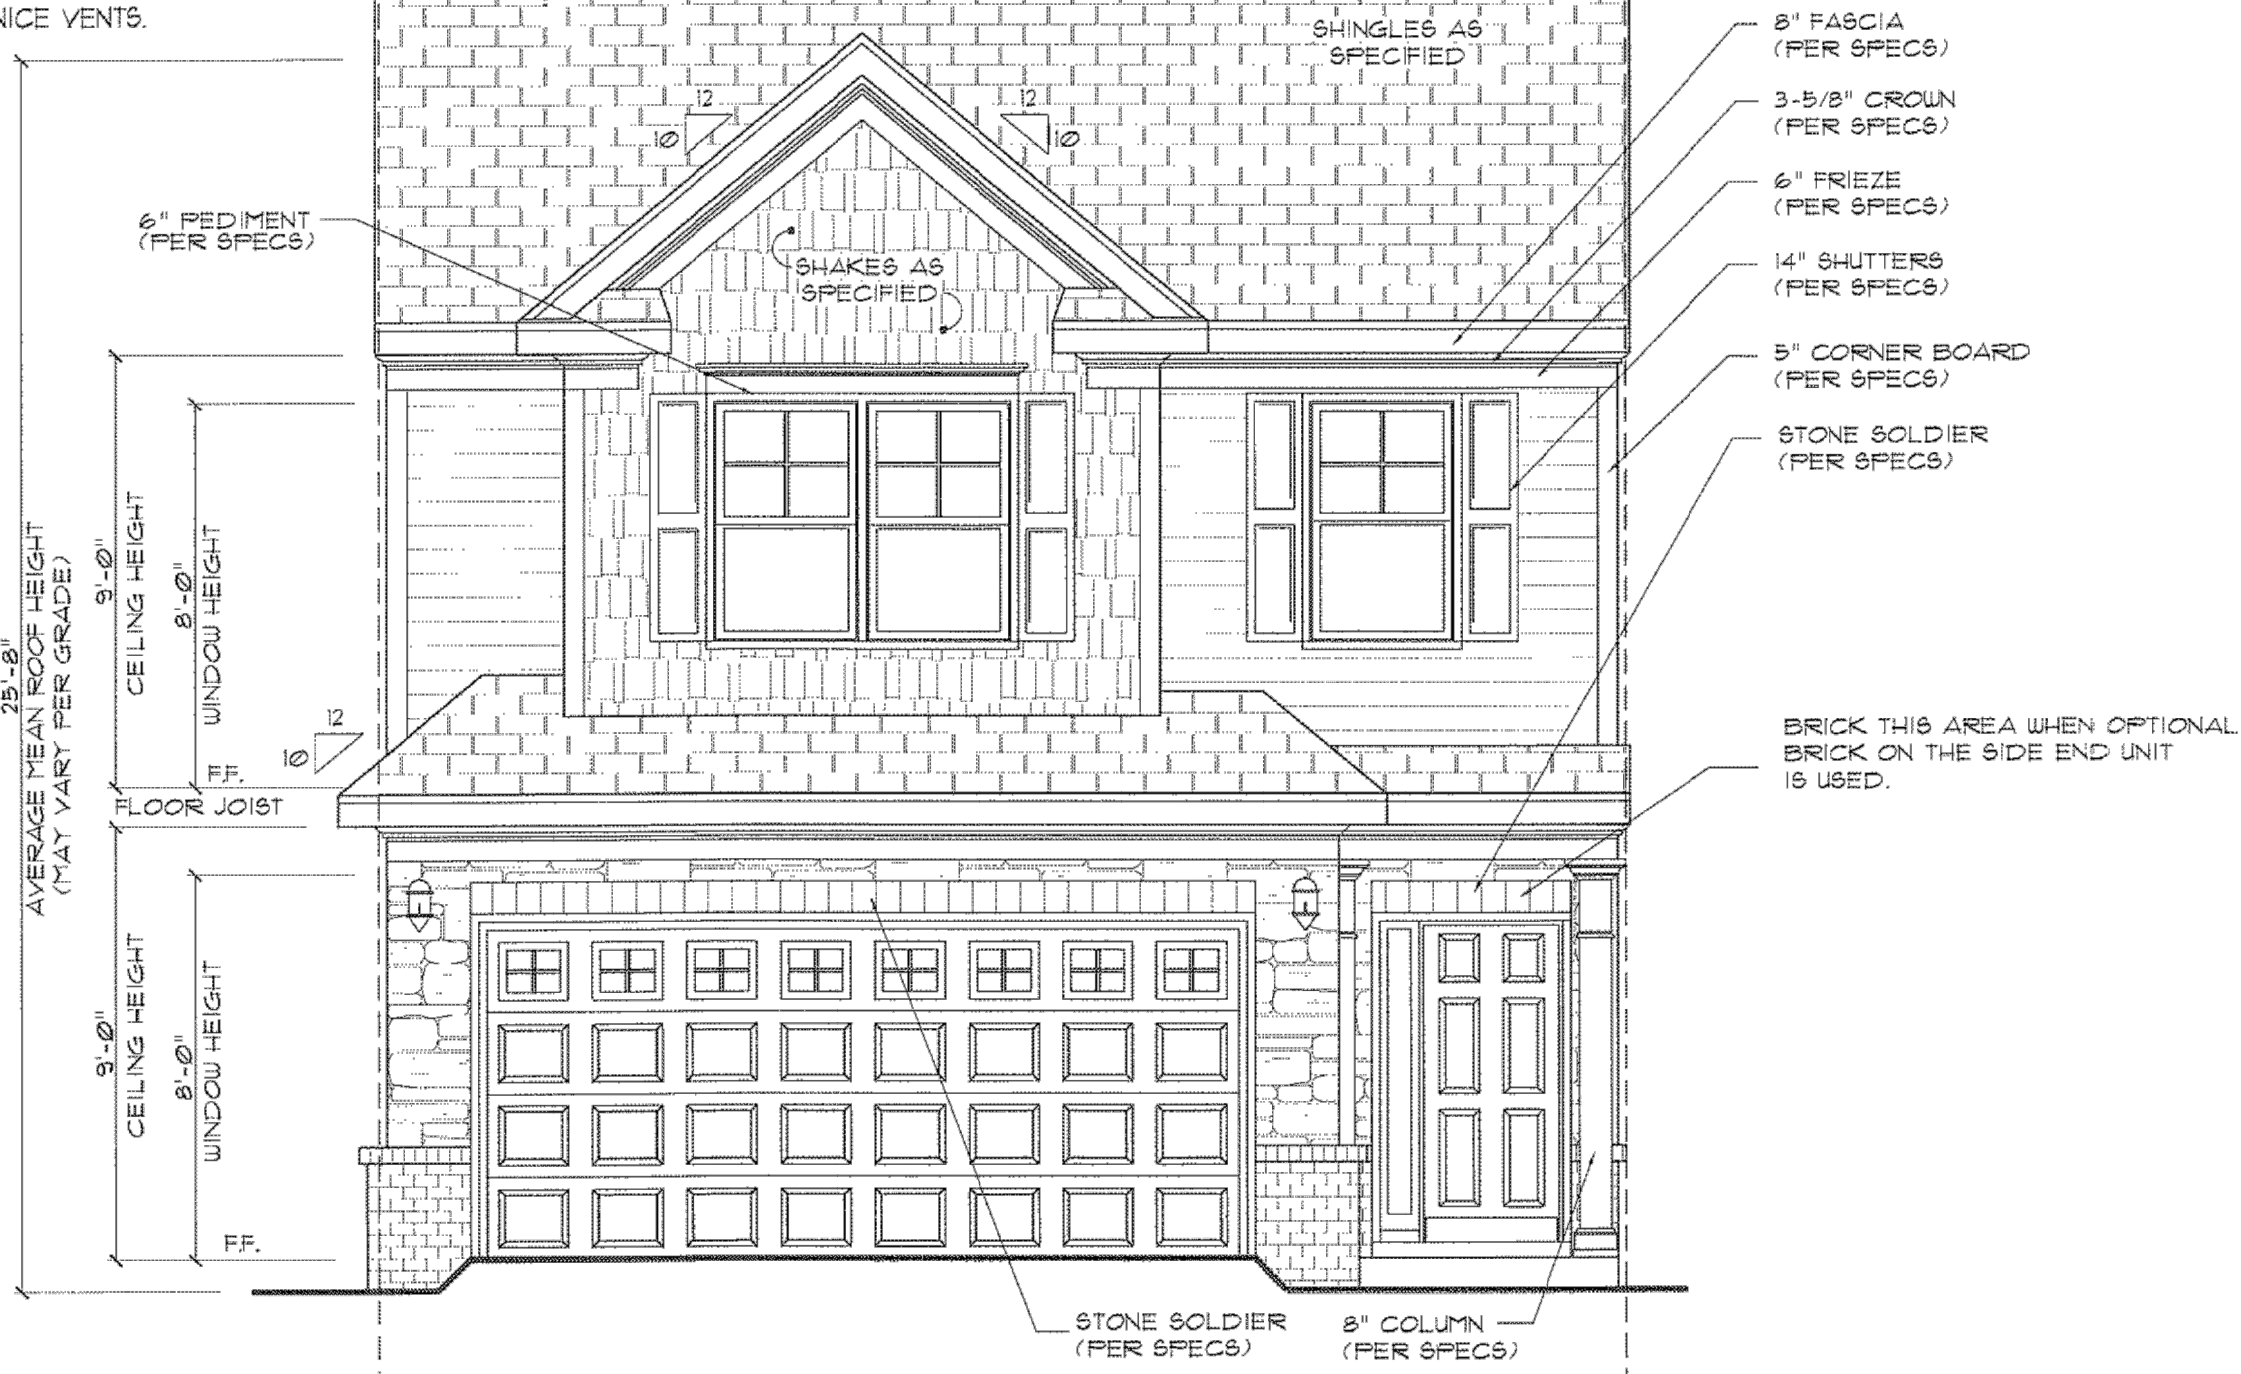 NICE VENTS.
SHINGLES AS
SPECIFIED
8" FASCIA
(PER SPECS)
3-5/8" CROWN
(PER SPECS)
6" FRIEZE
(PER SPECS)
14" SHUTTERS
(PER SPECS)
5" CORNER BOARD
(PER SPECS)
STONE SOLDIER
(PER SPECS)
12
10
12
10
6" PEDIMENT
(PER SPECS)
SHAKES AS
SPECIFIED
25'-8"
AVERAGE MEAN ROOF HEIGHT
(MAY VARY PER GRADE)
9'-0"
CEILING HEIGHT
8'-0"
WINDOW HEIGHT
12
10
F.F.
FLOOR JOIST
BRICK THIS AREA WHEN OPTIONAL
BRICK ON THE SIDE END UNIT
IS USED.
9'-0"
CEILING HEIGHT
8'-0"
WINDOW HEIGHT
F.F.
STONE SOLDIER
(PER SPECS)
8" COLUMN
(PER SPECS)